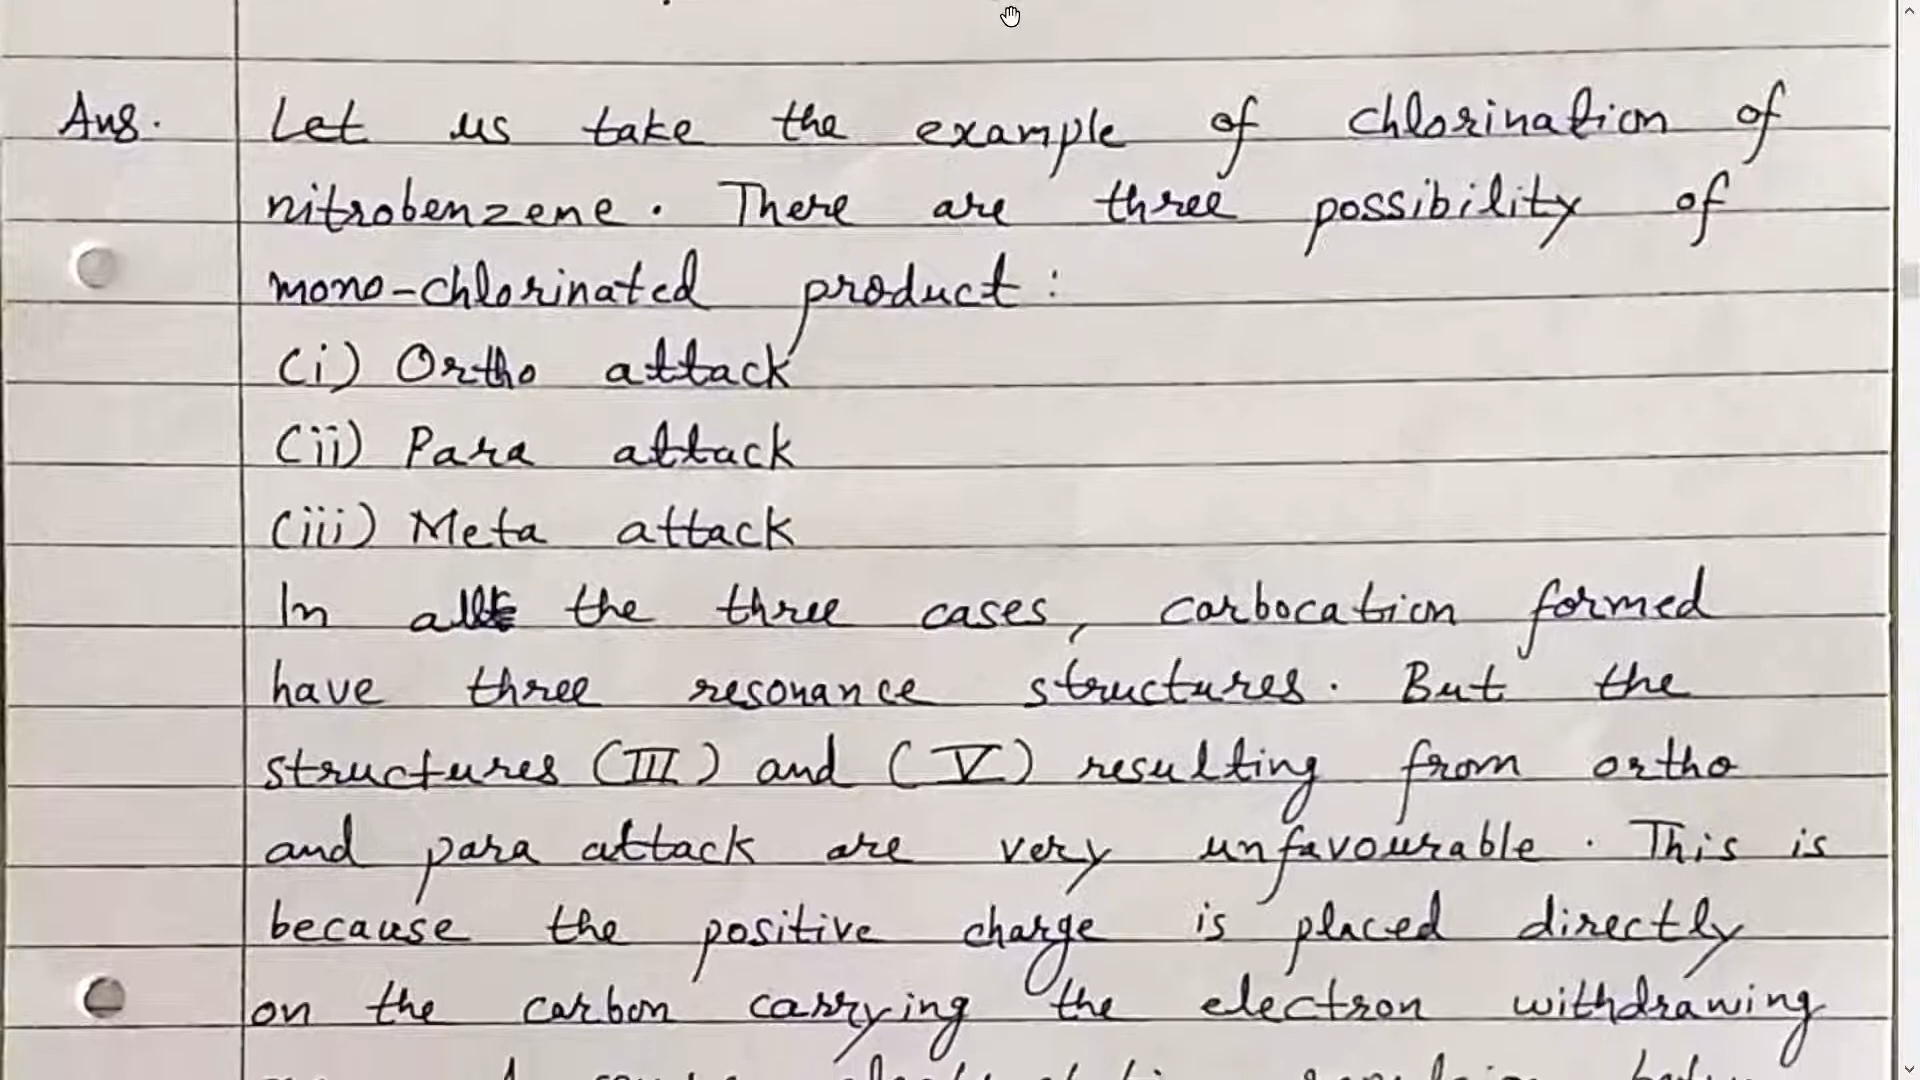 Ans. Let us take the example of chlorination of
nitrobenzene. There are three possibility of
mono-chlorinated product:
(i) Ortho attack
(ii) Para attack
(iii) Meta attack
In all the three cases, carbocation formed
have three resonance structures. But the
structures (III) and (V) resulting from ortho
and para attack are very unfavourable. This is
because the positive charge is placed directly
on the carbon carrying the electron withdrawing